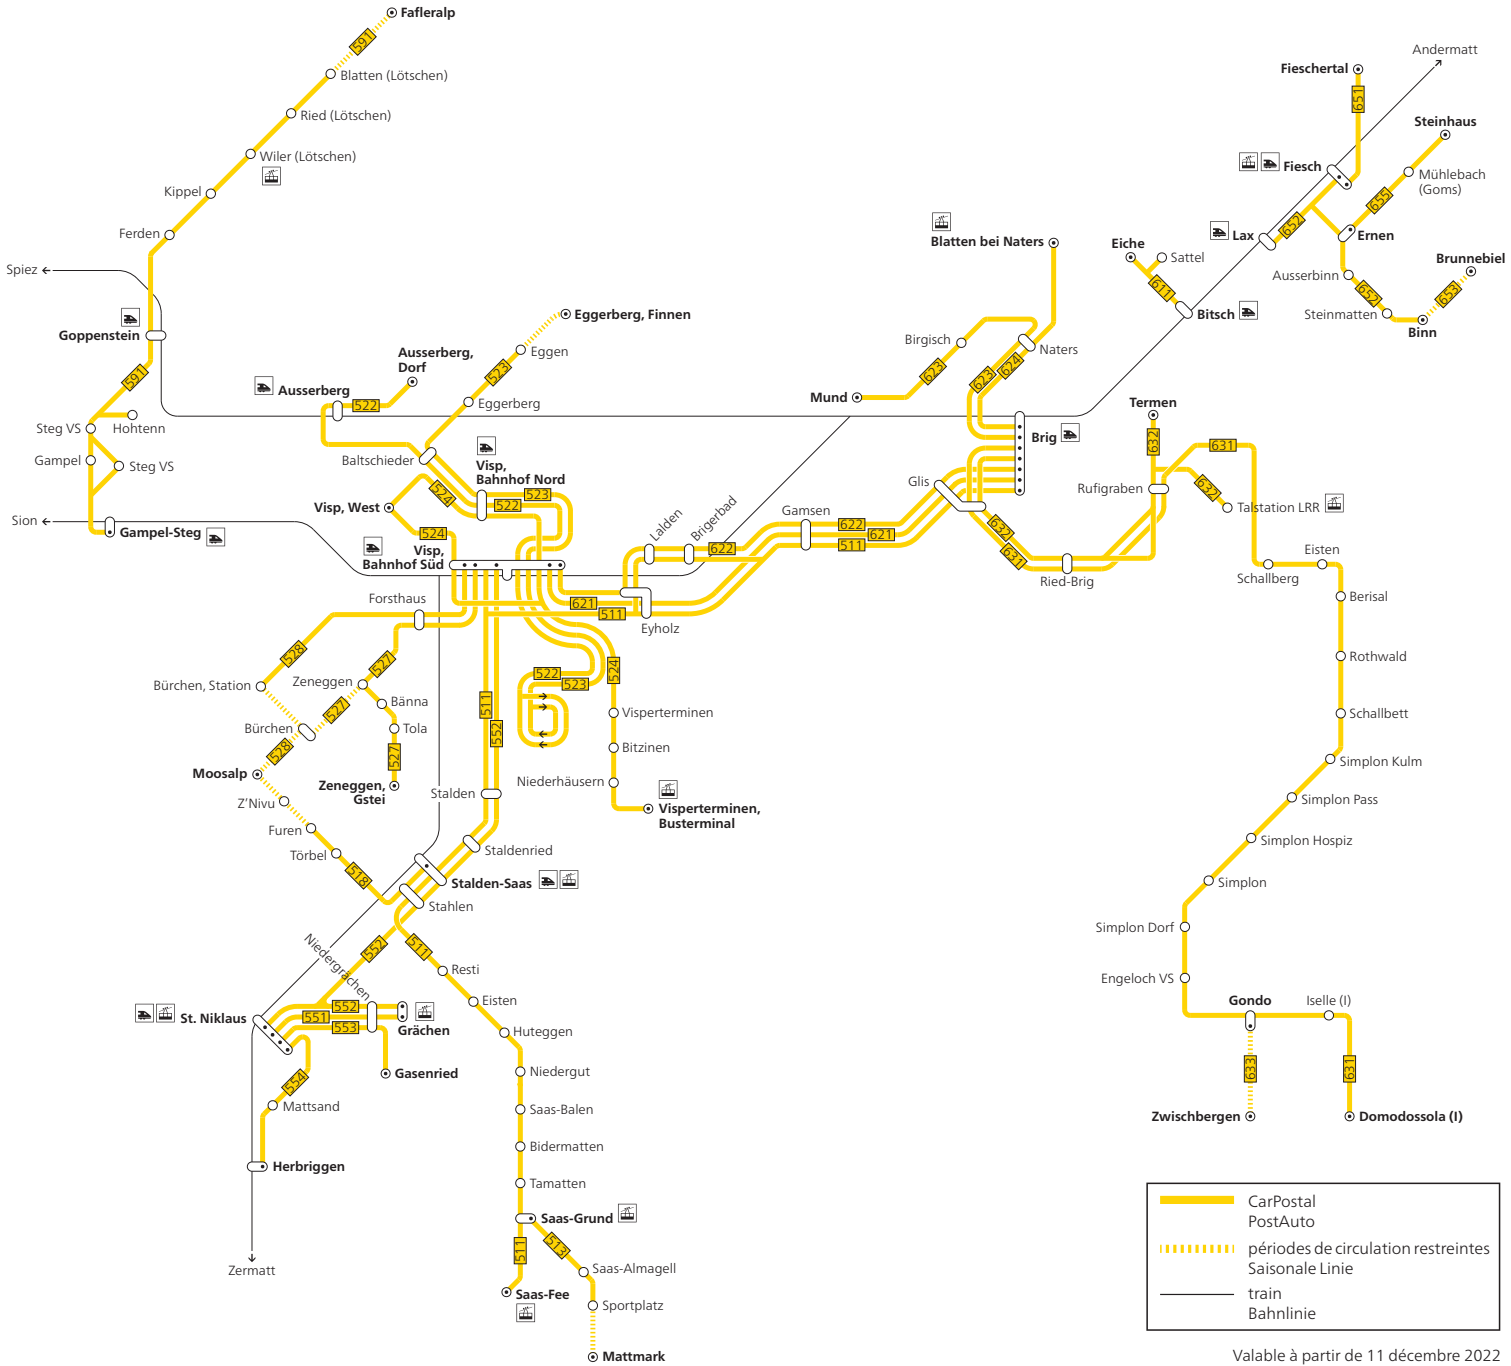 Fafleralp
591
Blatten (Lötschen)
Ried (Lötschen)
Wiler (Lötschen)
Kippel
Ferden
Spiez
Goppenstein
591
Steg VS
Hohtenn
Gampel
Steg VS
Sion
Gampel-Steg
Andermatt
Fieschertal
651
Steinhaus
Mühlebach
(Goms)
655
Fiesch
652
Lax
Ernen
Ausserbinn
652
Steinmatten
Brunnebiel
653
Binn
Eiche
Sattel
611
Bitsch
Blatten bei Naters
Birgisch
Naters
623
623
624
Mund
Brig
Eggerberg, Finnen
Eggen
523
Eggerberg
Ausserberg,
Dorf
Ausserberg
522
Baltschieder
Visp,
Bahnhof Nord
523
522
524
Visp, West
524
Visp,
Bahnhof Süd
Lalden
Brigerbad
622
Gamsen
622
621
511
Glis
632
631
Ried-Brig
Termen
632
Rufigraben
631
632
Talstation LRR
Schallberg
Eisten
Berisal
Rothwald
Schallbett
Simplon Kulm
Simplon Pass
Simplon Hospiz
Simplon
Simplon Dorf
Engeloch VS
Gondo
Iselle (I)
633
631
Zwischbergen
Domodossola (I)
621
511
Eyholz
Forsthaus
528
527
Bürchen, Station
Zeneggen
527
Bänna
Bürchen
Tola
528
527
Moosalp
Zeneggen,
Gstei
Z'Nivu
Furen
Törbel
518
511
552
522
523
524
Visperterminen
Bitzinen
Niederhäusern
Visperterminen,
Busterminal
Stalden
Staldenried
Stalden-Saas
Stahlen
552
511
Niedergrächen
Resti
Eisten
Huteggen
Niedergut
Saas-Balen
Bidermatten
Tamatten
Saas-Grund
511
513
Saas-Almagell
Saas-Fee
Sportplatz
Mattmark
St. Niklaus
552
551
553
Grächen
Gasenried
554
Mattsand
Herbriggen
Zermatt
CarPostal
PostAuto
périodes de circulation restreintes
Saisonale Linie
train
Bahnlinie
Valable à partir de 11 décembre 2022